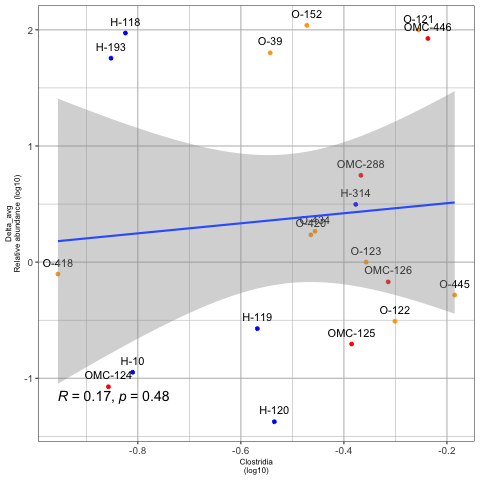 O-152
H-118
O-121
OMC-446
H-193
O-39
2
1
OMC-288
H-314
O-434
O-420
O-123
O-418
OMC-126
O-445
0
O-122
H-119
OMC-125
H-10
OMC-124
-1
R = 0.17, p = 0.48
H-120
Delta_avg
Relative abundance (log10)
-0.8
-0.6
-0.4
-0.2
Clostridia
(log10)